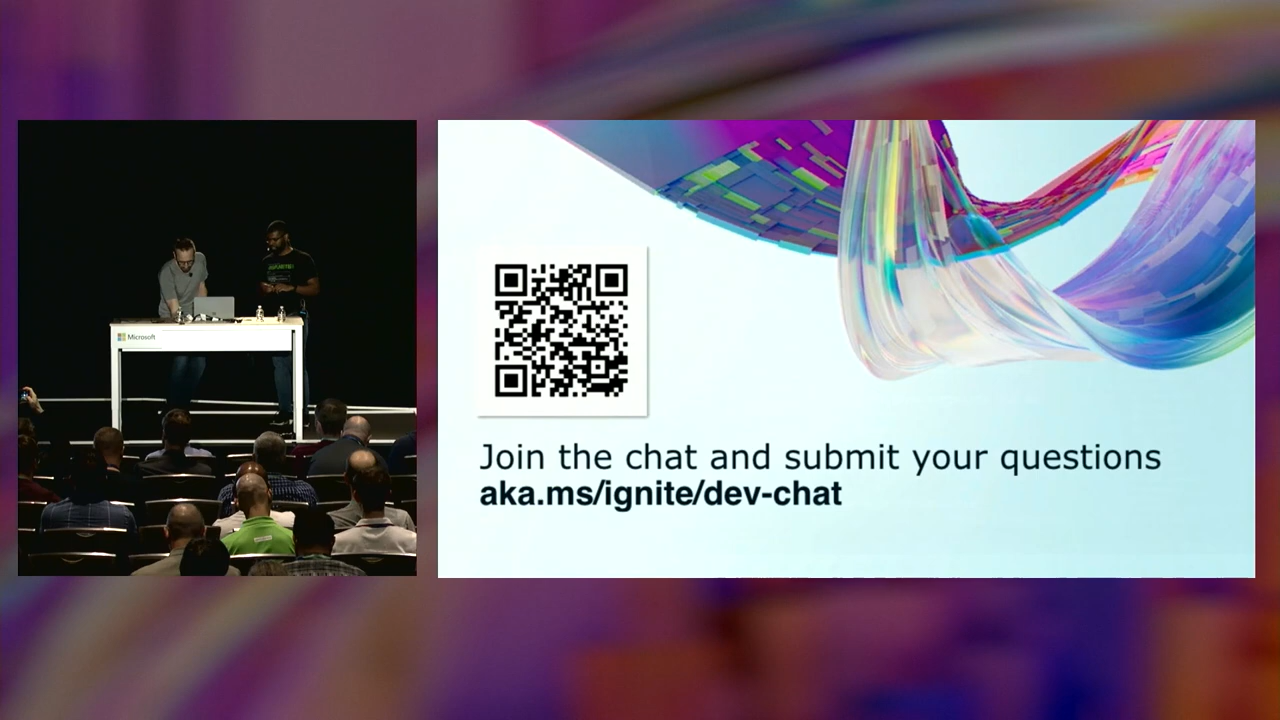 Microsoft
Join the chat and submit your questions
aka.ms/ignite/dev-chat